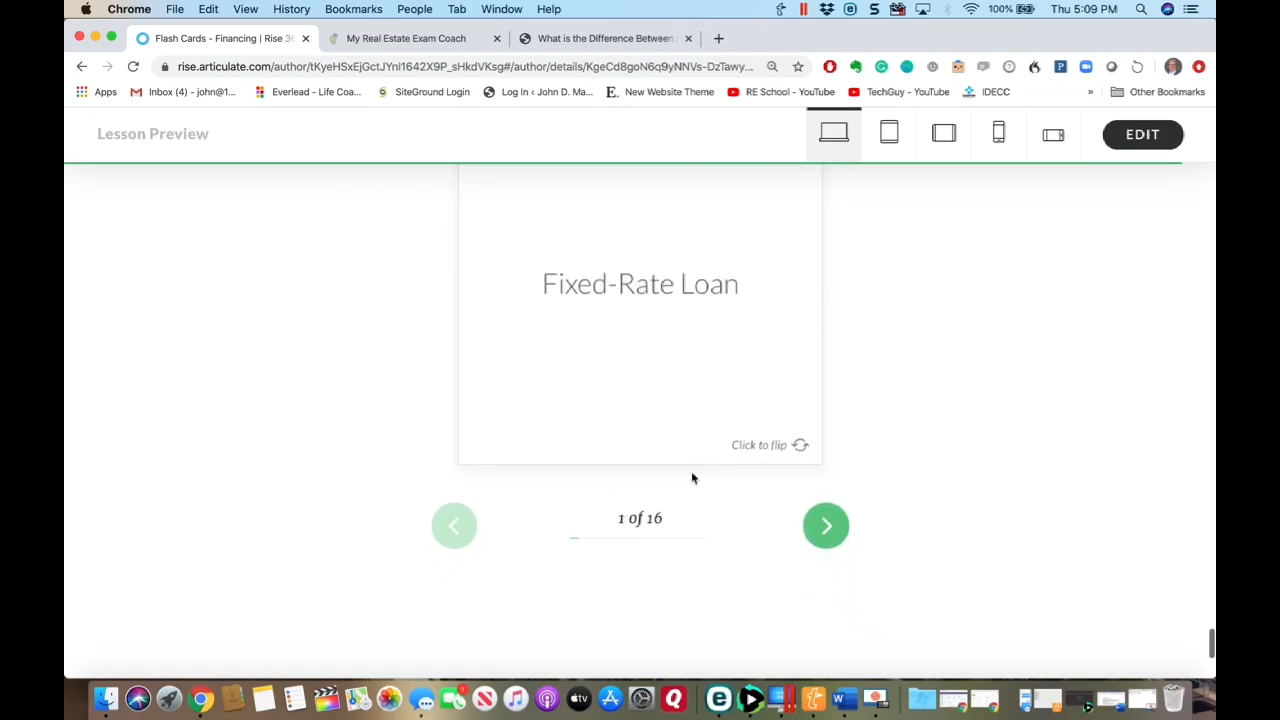 Chrome File Edit View History Bookmarks People Tab Window Help 100% Thu 5:09 PM
Flash Cards - Financing | Rise 36 My Real Estate Exam Coach What is the Difference Between
rise.articulate.com/author/tKyeHSxEjGctJYnl1642X9P_sHkdVKsg#/author/details/KgeCd8goN6q9yNNVs-DzTawy...
Apps Inbox (4) - john@1... Everlead - Life Coa... SiteGround Login Log In ‹ John D. Ma... New Website Theme RE School - YouTube TechGuy - YouTube IDECC » Other Bookmarks
Lesson Preview EDIT
Fixed-Rate Loan
Click to flip
1 of 16
tv